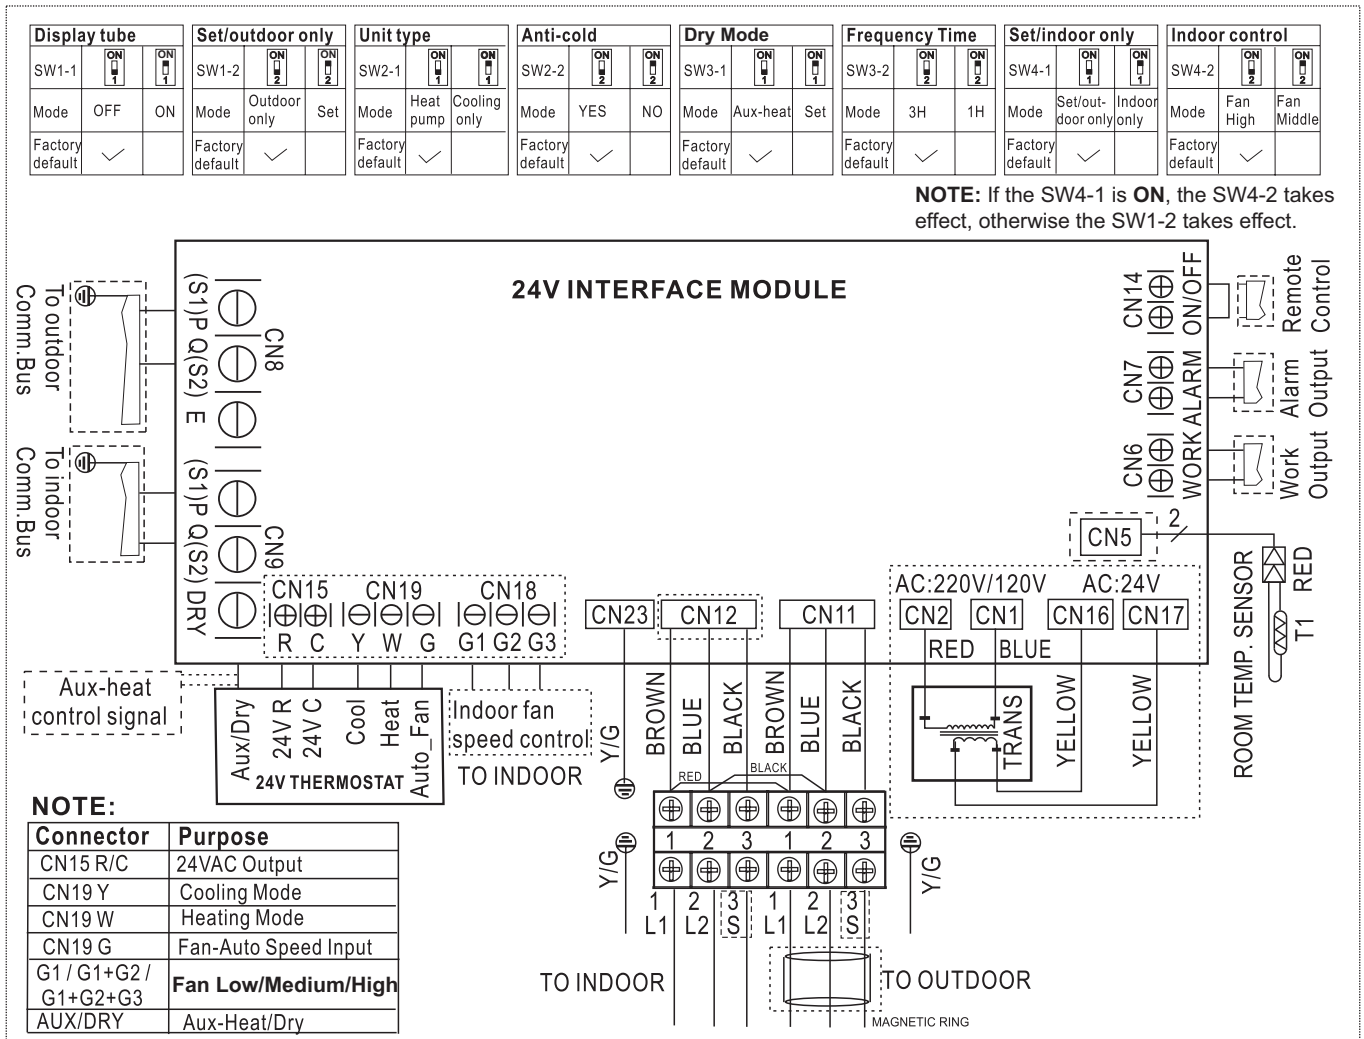 Display tube
SW1-1 ON 1 ON 1
Mode OFF ON
Factory default
Set/outdoor only
SW1-2 ON 2 ON 2
Mode Outdoor only Set
Factory default
Unit type
SW2-1 ON 1 ON 1
Mode Heat pump Cooling only
Factory default
Anti-cold
SW2-2 ON 2 ON 2
Mode YES NO
Factory default
Dry Mode
SW3-1 ON 1 ON 1
Mode Aux-heat Set
Factory default
Frequency Time
SW3-2 ON 2 ON 2
Mode 3H 1H
Factory default
Set/indoor only
SW4-1 ON 1 ON 1
Mode Set/out-door only Indoor only
Factory default
Indoor control
SW4-2 ON 2 ON 2
Mode Fan High Fan Middle
Factory default
NOTE: If the SW4-1 is ON, the SW4-2 takes
effect, otherwise the SW1-2 takes effect.
24V INTERFACE MODULE
To outdoor
Comm.Bus
(S1)P Q(S2) E
CN8
To indoor
Comm.Bus
(S1)P Q(S2) DRY
CN9
CN14
ON/OFF
Remote
Control
CN7
ALARM
Alarm
Output
CN6
WORK
Work
Output
CN5
2
ROOM TEMP. SENSOR
RED
T1
CN15 CN19 CN18
R C Y W G G1 G2 G3
CN23 CN12 CN11
AC:220V/120V AC:24V
CN2 CN1 CN16 CN17
RED BLUE
TRANS
YELLOW YELLOW
Aux-heat
control signal
Aux/Dry
24V R
24V C
Cool
Heat
Auto_Fan
24V THERMOSTAT
Indoor fan
speed control
TO INDOOR
Y/G
BROWN BLUE BLACK BROWN BLUE BLACK
RED BLACK
1 2 3 1 2 3
Y/G Y/G
1 2 3 1 2 3
L1 L2 S L1 L2 S
TO INDOOR TO OUTDOOR
MAGNETIC RING
NOTE:
Connector Purpose
CN15 R/C 24VAC Output
CN19 Y Cooling Mode
CN19 W Heating Mode
CN19 G Fan-Auto Speed Input
G1 / G1+G2 /
G1+G2+G3 Fan Low/Medium/High
AUX/DRY Aux-Heat/Dry